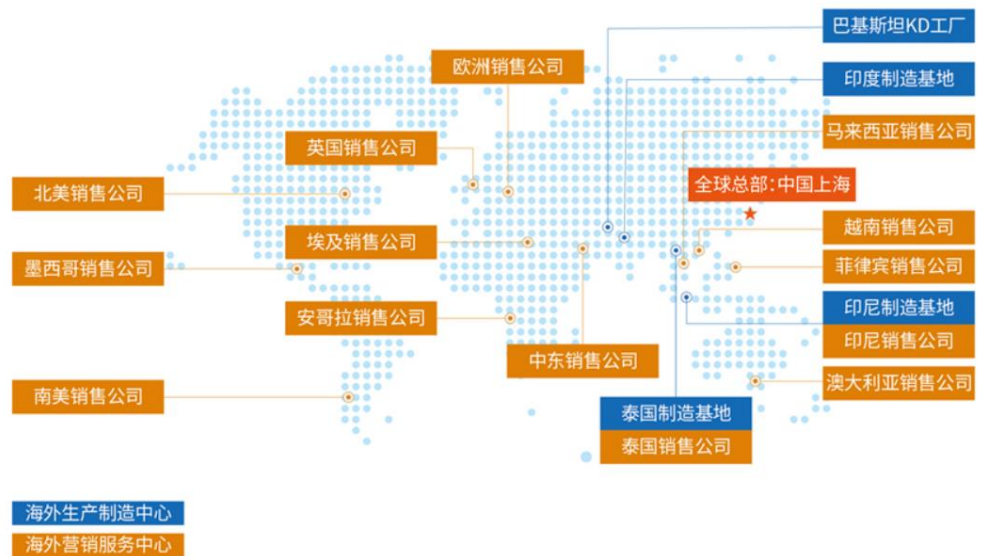 巴基斯坦KD工厂
欧洲销售公司
印度制造基地
马来西亚销售公司
英国销售公司
全球总部:中国上海
北美销售公司
越南销售公司
埃及销售公司
墨西哥销售公司
菲律宾销售公司
印尼制造基地
安哥拉销售公司
印尼销售公司
中东销售公司
澳大利亚销售公司
南美销售公司
泰国制造基地
泰国销售公司
海外生产制造中心
海外营销服务中心